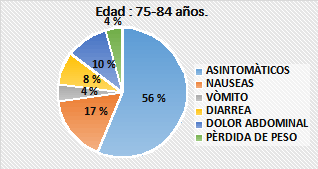 Edad : 75-84 años.
4 %
10 %
8 %
4 %
17 %
56 %
ASINTOMÀTICOS
NAUSEAS
VÒMITO
DIARREA
DOLOR ABDOMINAL
PÈRDIDA DE PESO